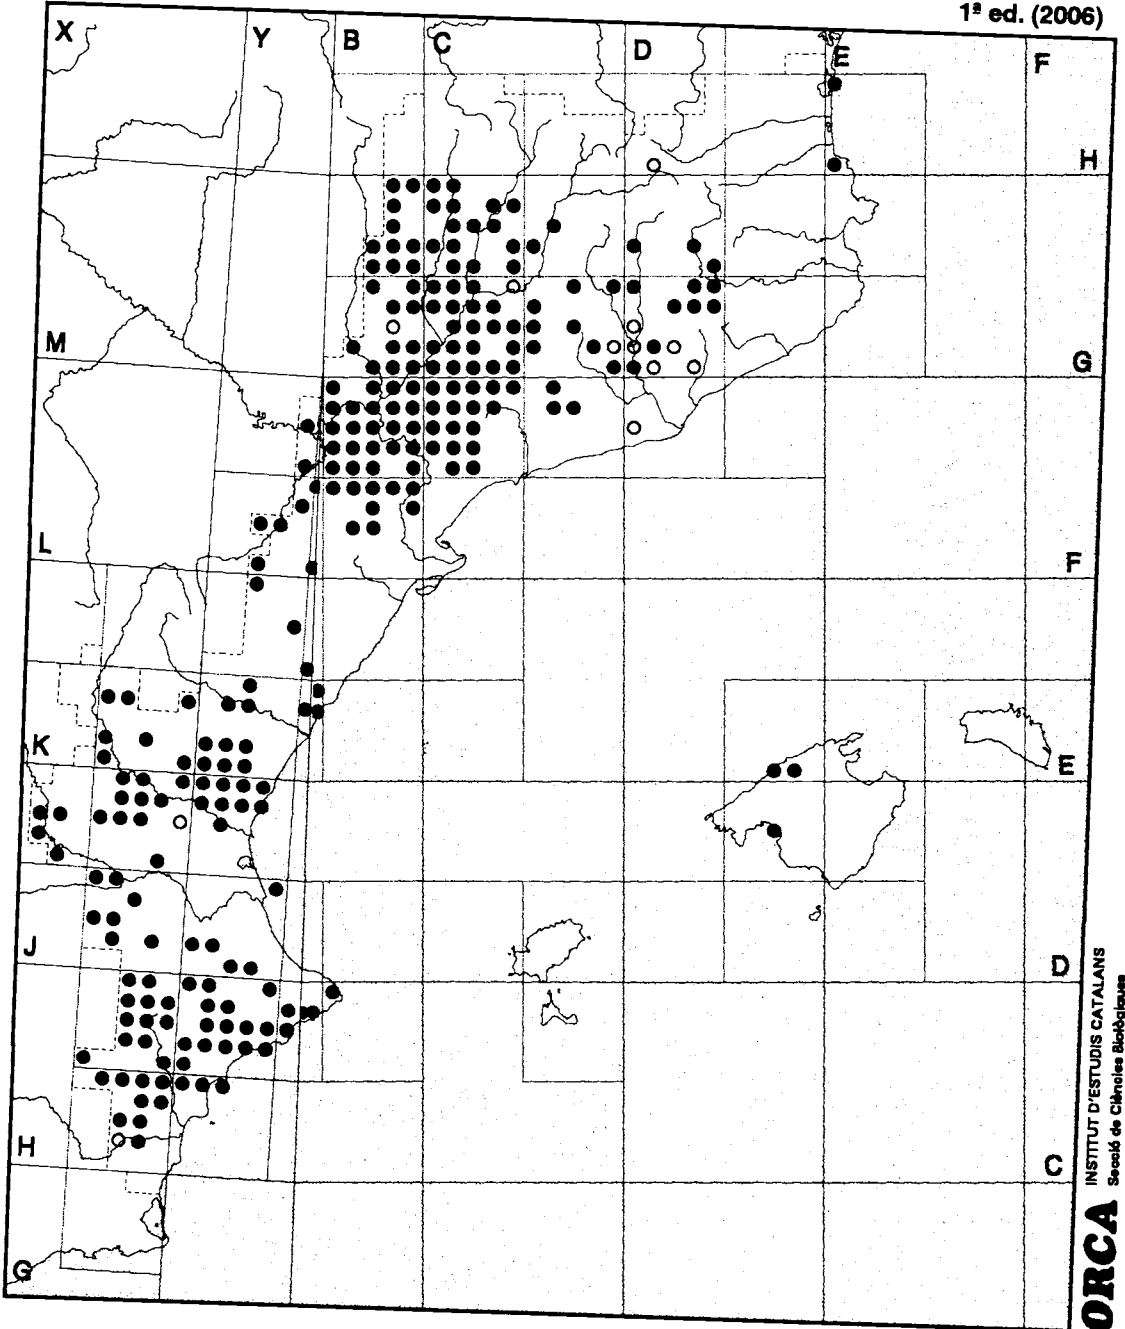 1ª ed. (2006)
X Y B C D E F
H
M G
L F
K E
J D
H C
G
ORCA INSTITUT D'ESTUDIS CATALANS
Secció de Ciències Biològiques